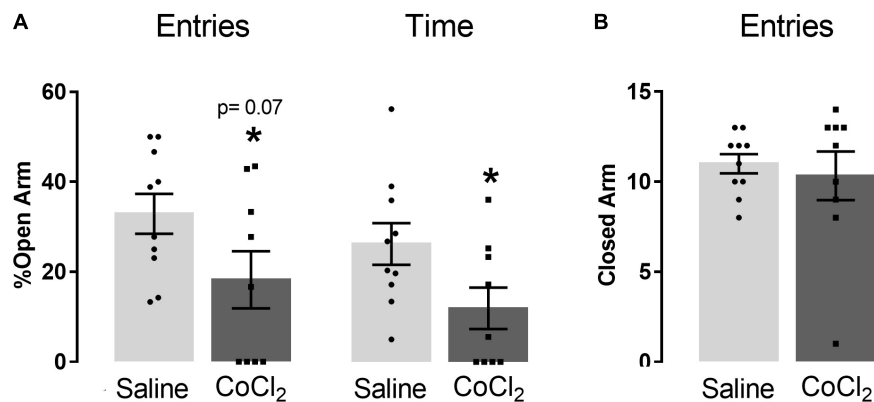 A
Entries
Time
B
Entries
p= 0.07
*
*
%Open Arm
60
40
20
0
Saline
CoCl₂
Saline
CoCl₂
Closed Arm
15
10
5
0
Saline
CoCl₂